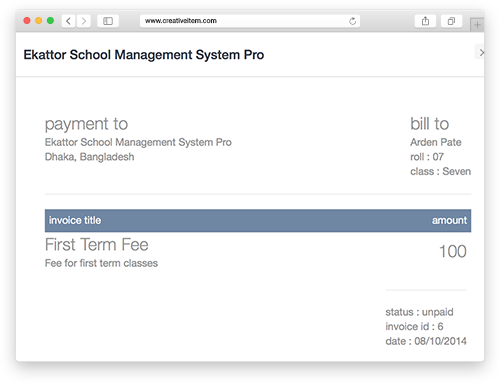 www.creativeitem.com
Ekattor School Management System Pro
payment to
Ekattor School Management System Pro
Dhaka, Bangladesh
bill to
Arden Pate
roll : 07
class : Seven
invoice title amount
First Term Fee 100
Fee for first term classes
status : unpaid
invoice id : 6
date : 08/10/2014